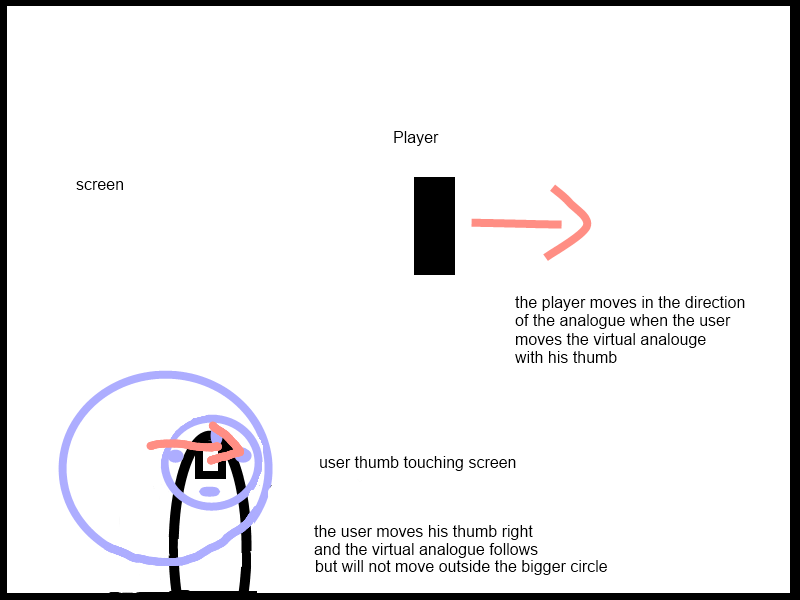 Player
screen
the player moves in the direction
of the analogue when the user
moves the virtual analouge
with his thumb
user thumb touching screen
the user moves his thumb right
and the virtual analogue follows
but will not move outside the bigger circle